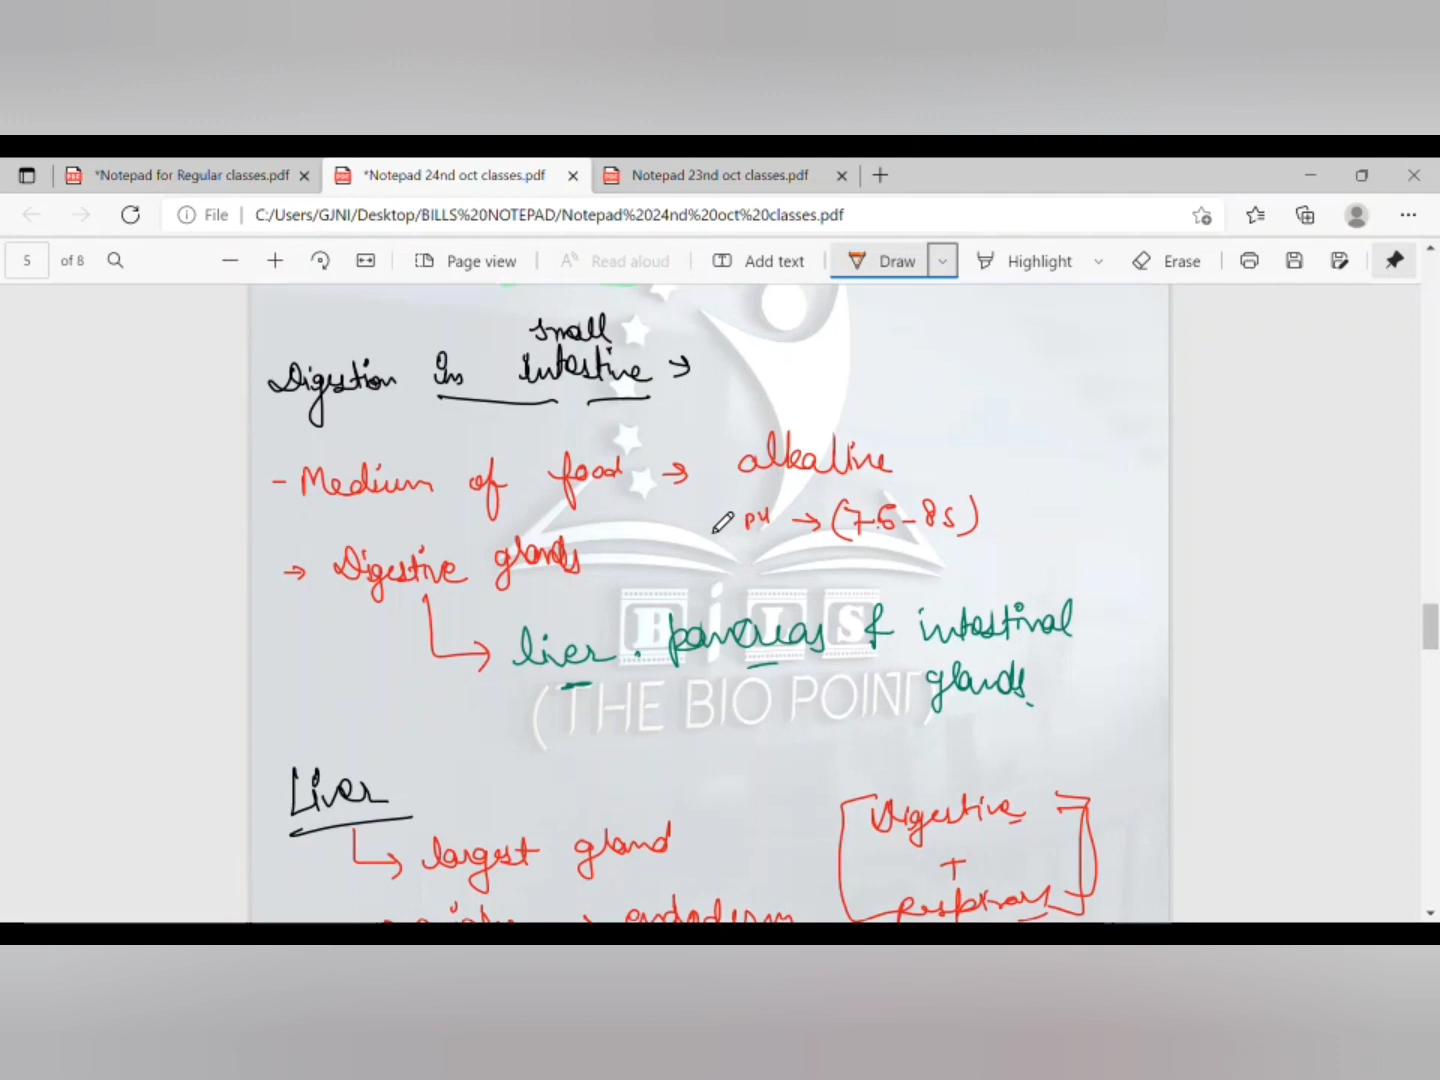 *Notepad for Regular classes.pdf
*Notepad 24nd oct classes.pdf
Notepad 23nd oct classes.pdf
File
C:/Users/GJNI/Desktop/BILLS%20NOTEPAD/Notepad%2024nd%20oct%20classes.pdf
5 of 8
Page view
Read aloud
Add text
Draw
Highlight
Erase
small
Digestion In Intestine →
- Medium of food → alkaline
PH → (7.5-8.5)
→ Digestive glands
liver, pancreas & intestinal
glands.
BiLS
(THE BIO POINT)
Liver
largest gland
Digestive
+
endoderm